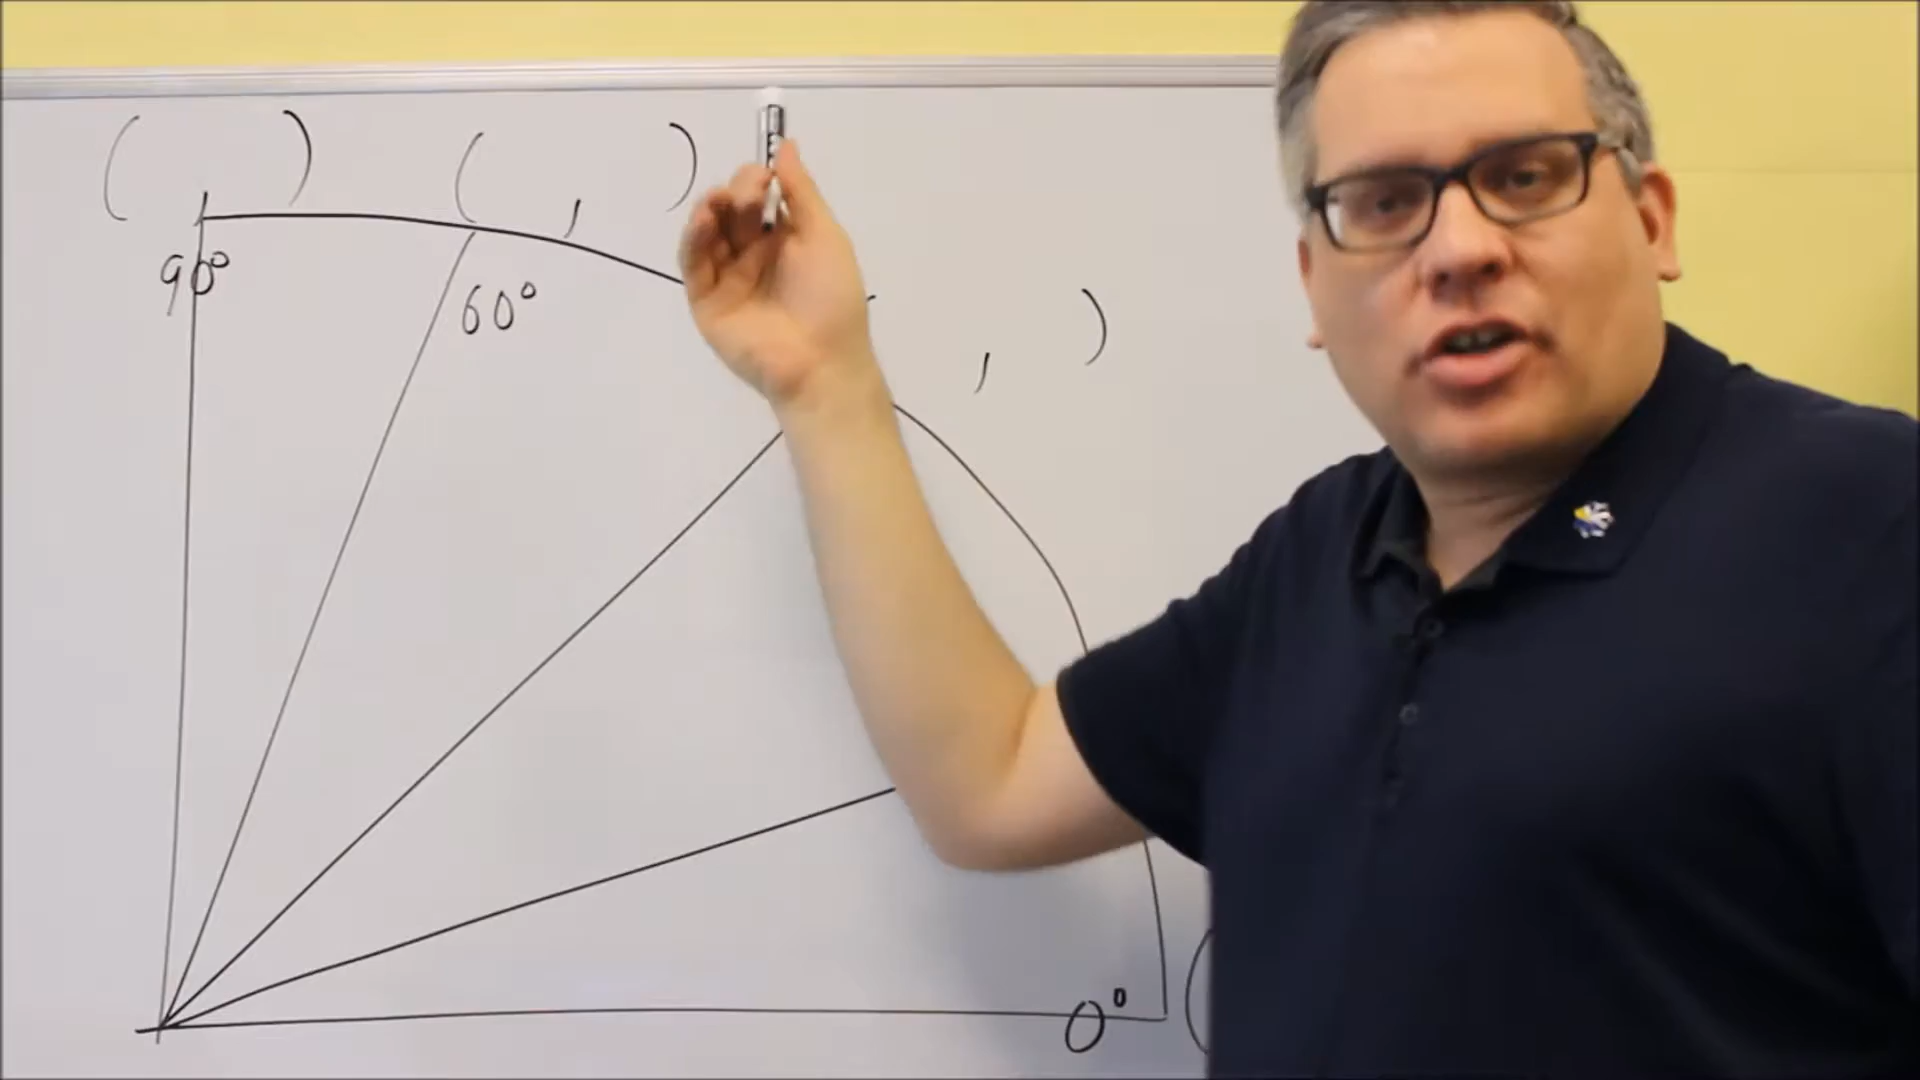 ( , ) ( , )
90°
60°
( , )
0°
(